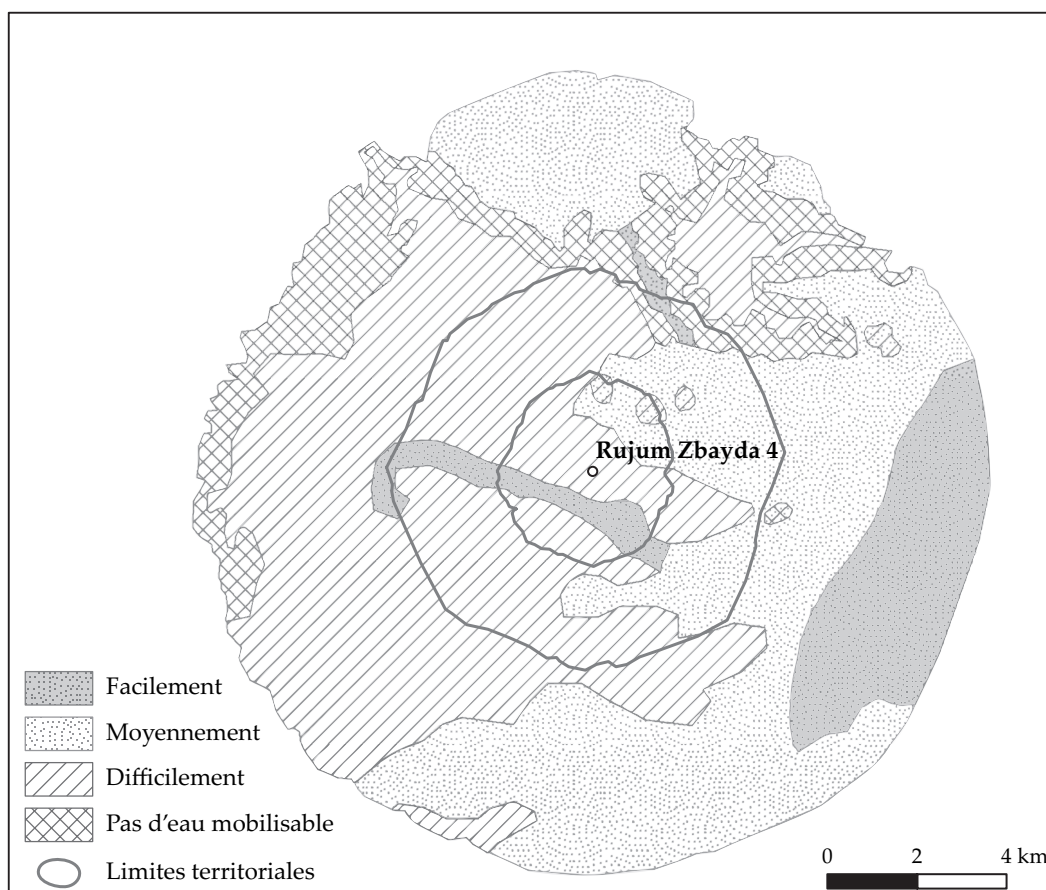 Rujum Zbayda 4
Facilement
Moyennement
Difficilement
Pas d'eau mobilisable
Limites territoriales
0 2 4 km